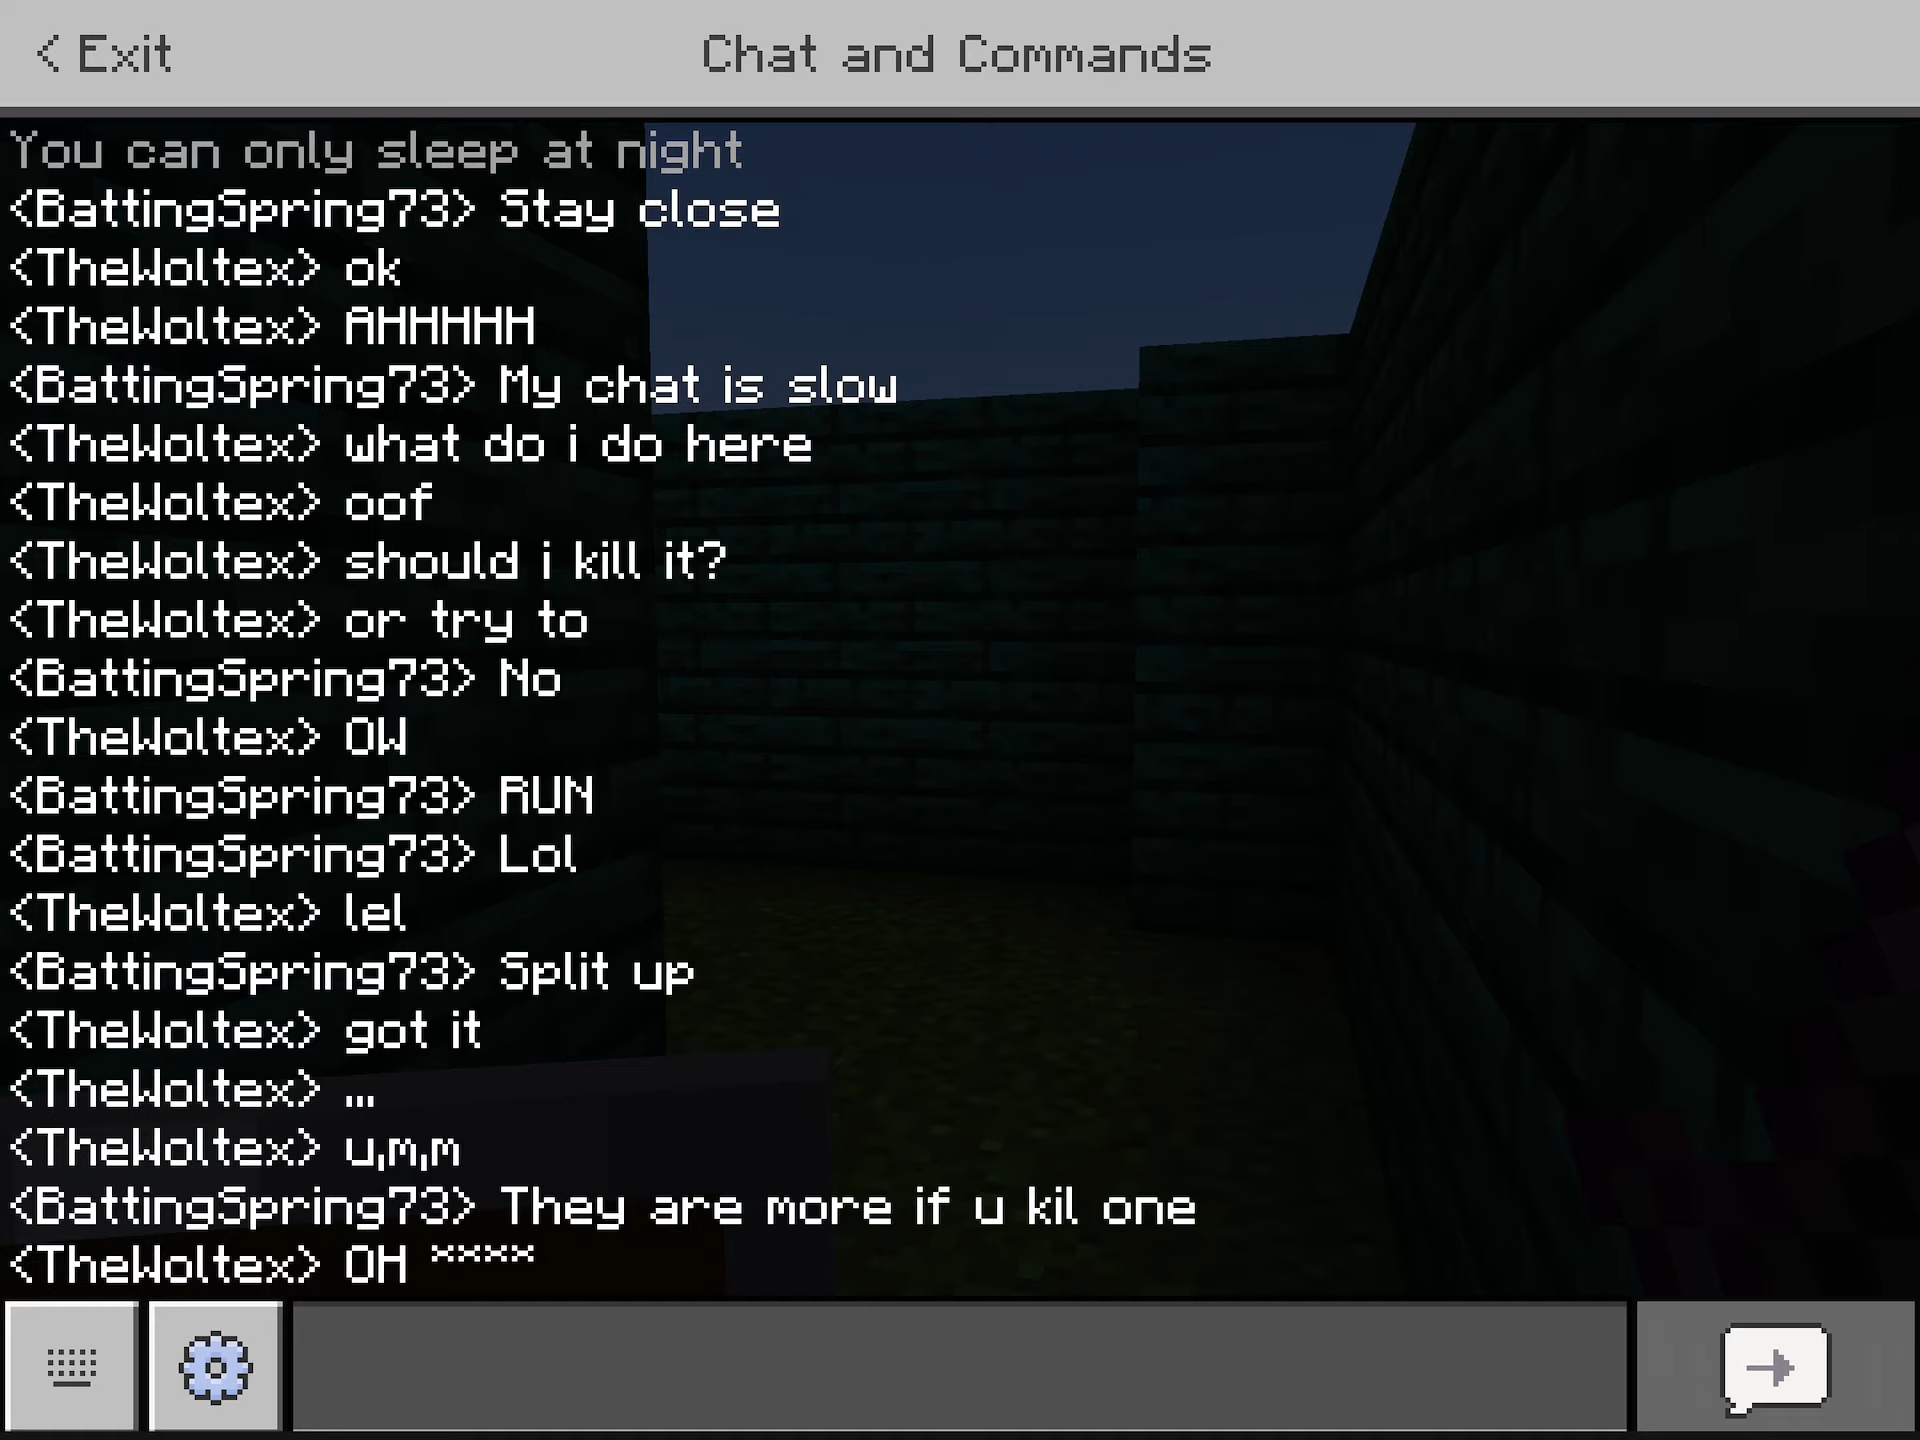 < Exit
Chat and Commands
You can only sleep at night
<BattingSpring73> Stay close
<TheWoltex> ok
<TheWoltex> AHHHHH
<BattingSpring73> My chat is slow
<TheWoltex> what do i do here
<TheWoltex> oof
<TheWoltex> should i kill it?
<TheWoltex> or try to
<BattingSpring73> No
<TheWoltex> OW
<BattingSpring73> RUN
<BattingSpring73> Lol
<TheWoltex> lel
<BattingSpring73> Split up
<TheWoltex> got it
<TheWoltex> ...
<TheWoltex> u,m,m
<BattingSpring73> They are more if u kil one
<TheWoltex> OH ****